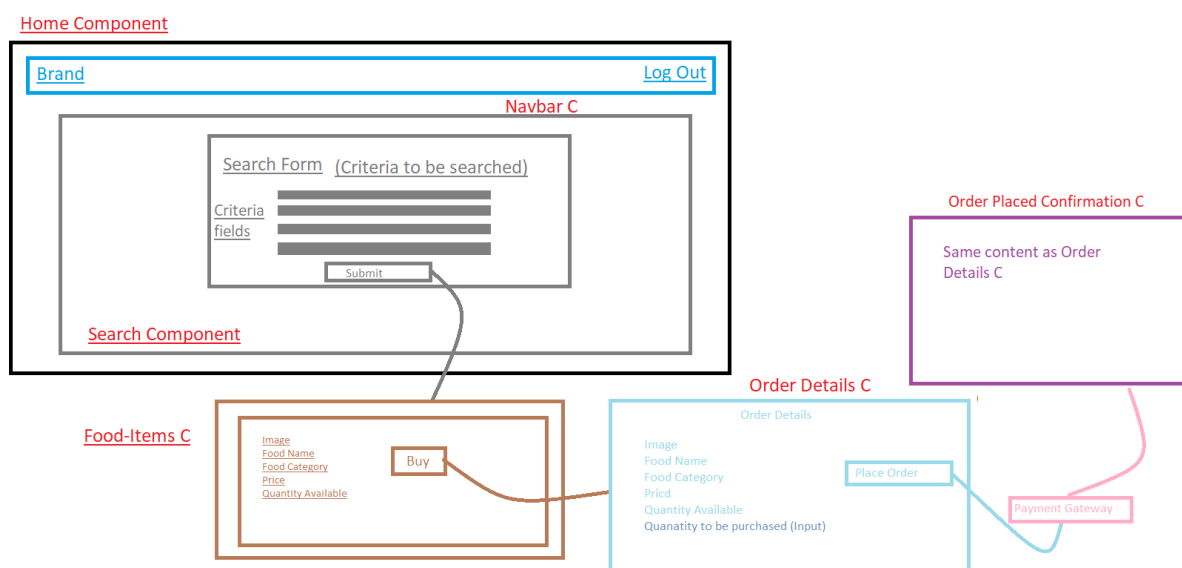 Home Component
Brand
Log Out
Navbar C
Search Form (Criteria to be searched)
Criteria
fields
Submit
Search Component
Food-Items C
Image
Food Name
Food Category
Price
Quantity Available
Buy
Order Details C
Order Details
Image
Food Name
Food Category
Pricd
Quantity Available
Quanatity to be purchased (Input)
Place Order
Payment Gateway
Order Placed Confirmation C
Same content as Order
Details C